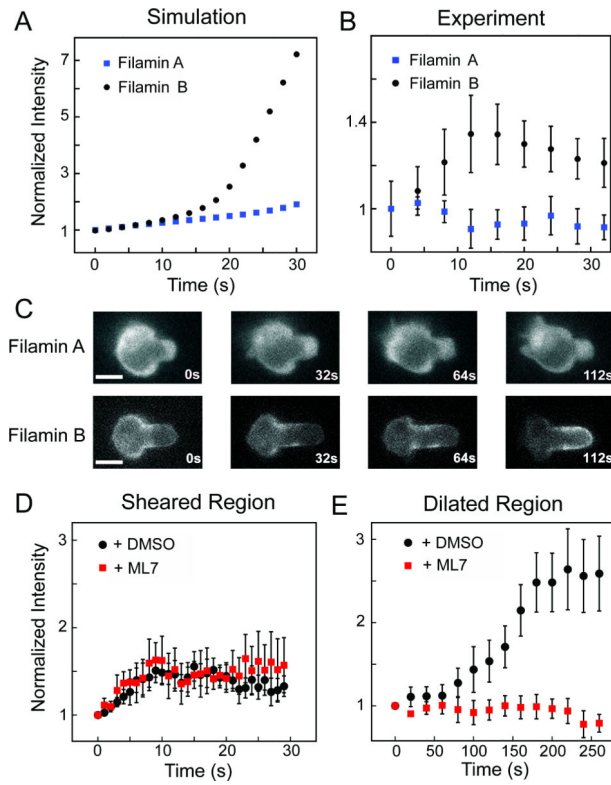 A Simulation
Normalized Intensity
7
5
3
1
Filamin A
Filamin B
0 10 20 30
Time (s)
B Experiment
1.4
1
Filamin A
Filamin B
0 10 20 30
Time (s)
C
Filamin A
0s
32s
64s
112s
Filamin B
0s
32s
64s
112s
D Sheared Region
Normalized Intensity
3
2
1
+ DMSO
+ ML7
0 10 20 30
Time (s)
E Dilated Region
3
2
1
+ DMSO
+ ML7
0 50 100 150 200 250
Time (s)